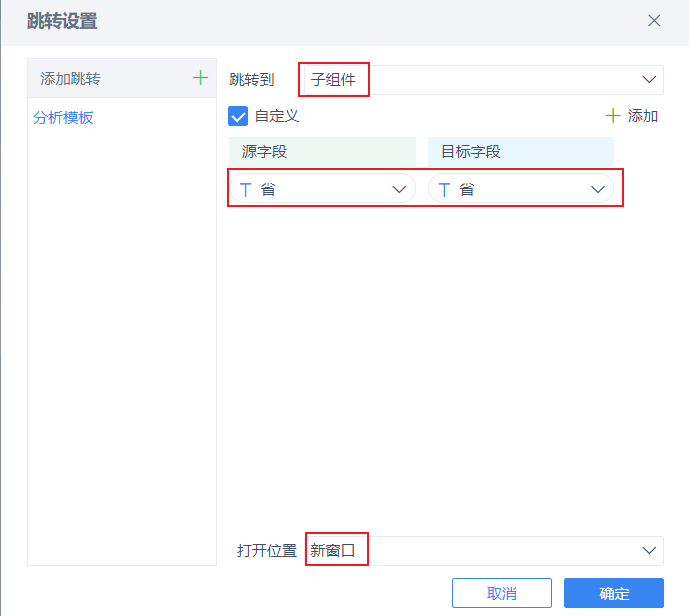 跳转设置
添加跳转
分析模板
跳转到 子组件
自定义 添加
源字段 目标字段
T 省 T 省
打开位置 新窗口
取消 确定